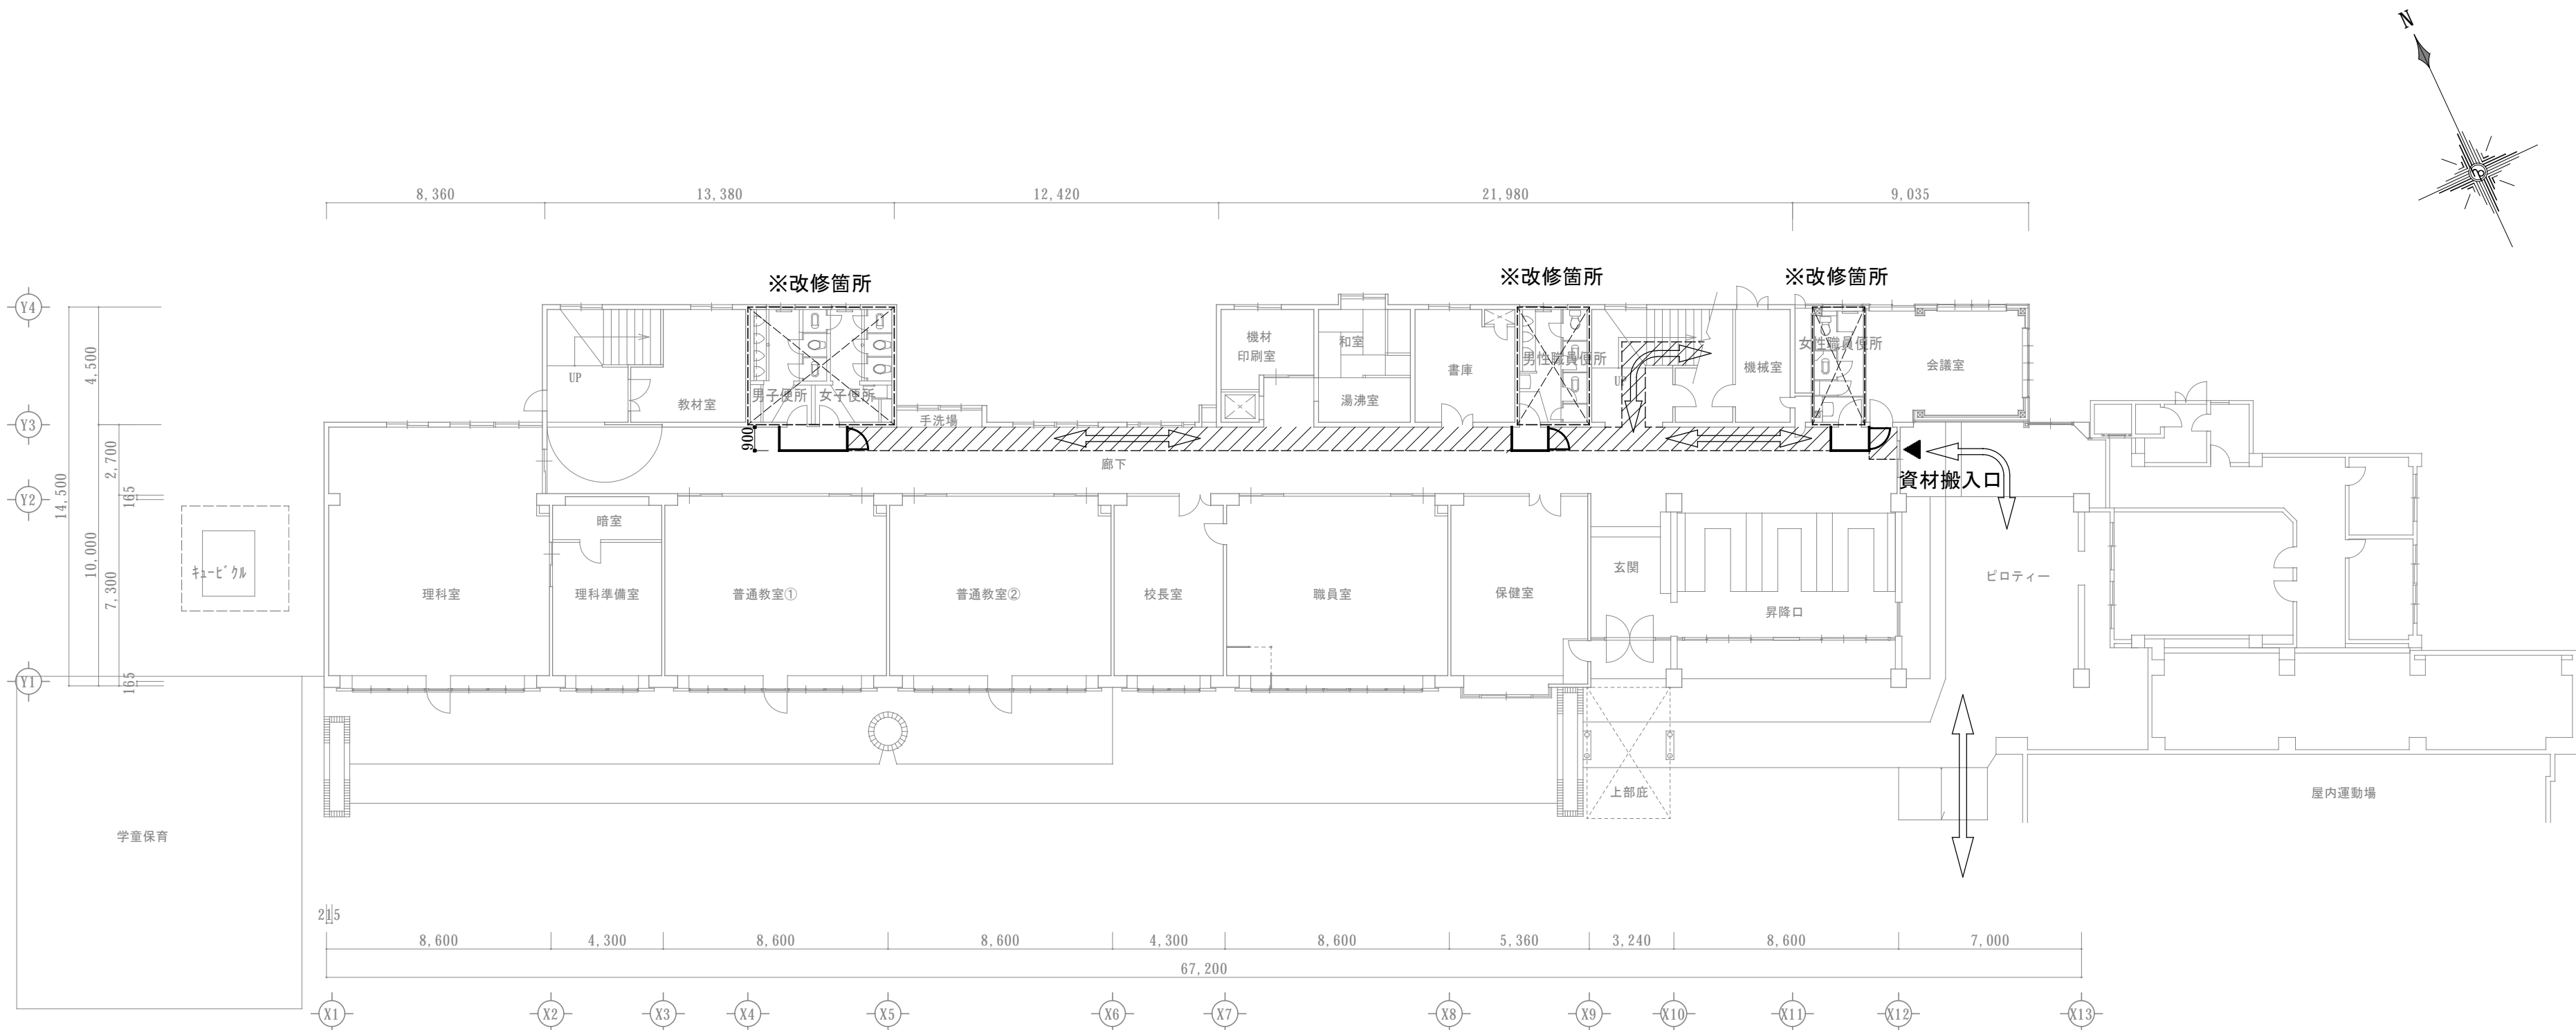 N
8,360
13,380
12,420
21,980
9,035
※改修箇所
※改修箇所
※改修箇所
Y4
Y3
Y2
Y1
4,500
2,700
165
14,500
10,000
7,300
165
UP
教材室
男子便所
女子便所
手洗場
900
機材
印刷室
和室
湯沸室
書庫
男性職員便所
UP
機械室
女性職員便所
会議室
廊下
資材搬入口
キュービクル
理科室
暗室
理科準備室
普通教室①
普通教室②
校長室
職員室
保健室
玄関
昇降口
ピロティー
上部庇
屋内運動場
学童保育
215
8,600
4,300
8,600
8,600
4,300
8,600
5,360
3,240
8,600
7,000
67,200
X1
X2
X3
X4
X5
X6
X7
X8
X9
X10
X11
X12
X13